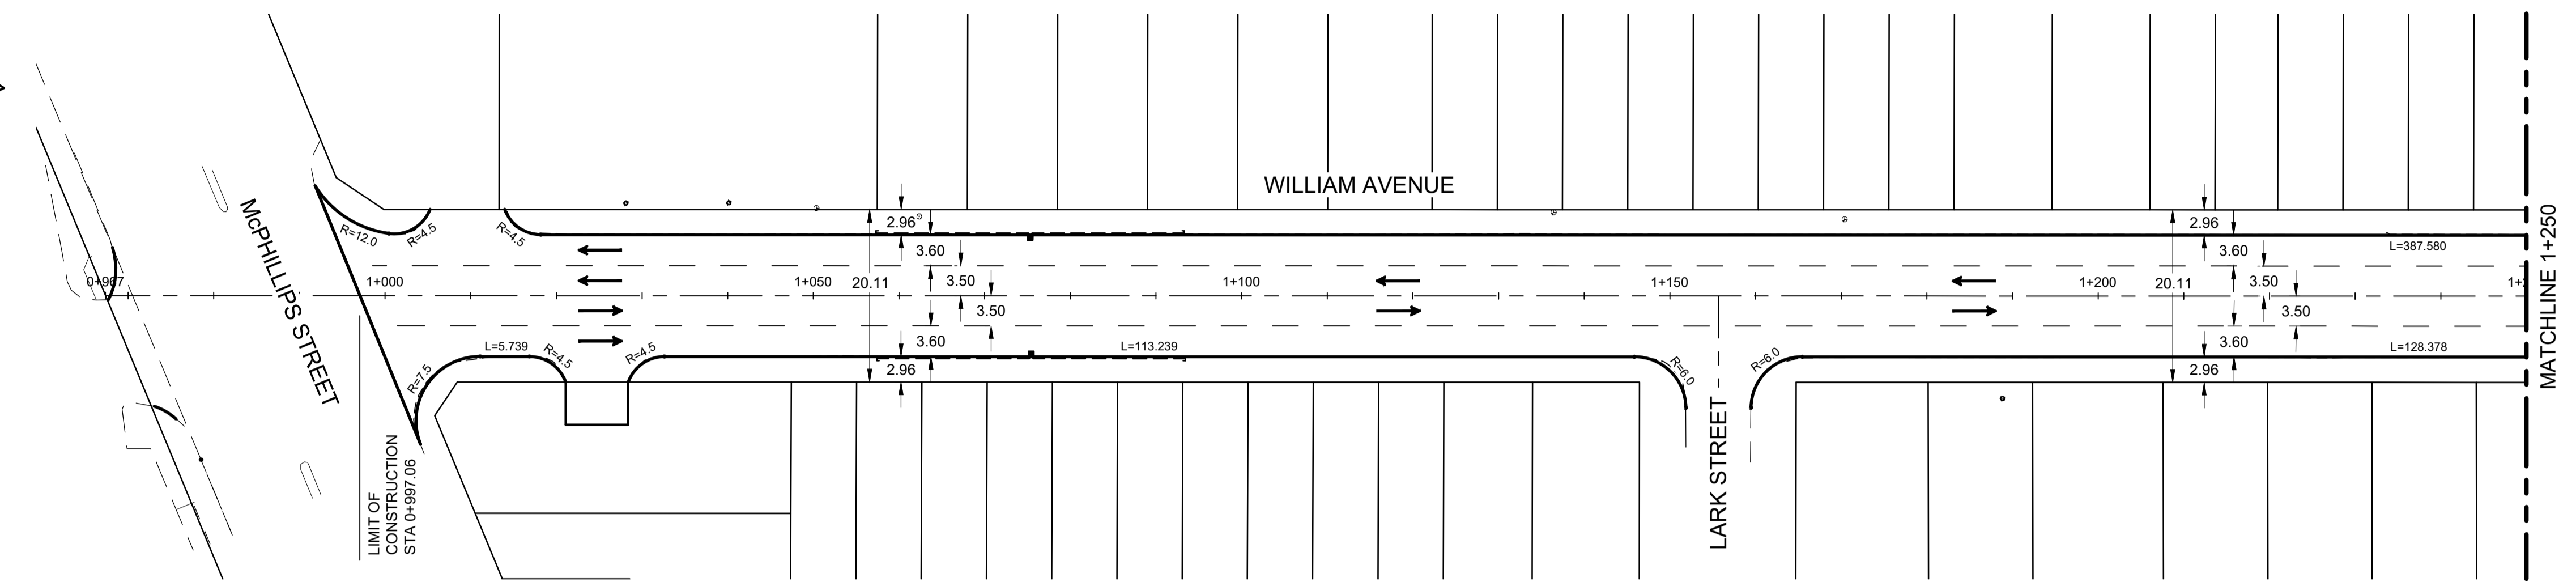 WILLIAM AVENUE
McPHILLIPS STREET
R=12.0
R=4.5
R=4.5
2.96
2.96
3.60
3.60
L=387.580
0+967
1+000
1+050
20.11
3.50
1+100
1+150
1+200
20.11
3.50
3.50
3.50
L=5.739
R=4.5
R=4.5
3.60
L=113.239
3.60
L=128.378
R=7.5
2.96
R=6.0
R=6.0
2.96
LIMIT OF
CONSTRUCTION
STA 0+997.06
LARK STREET
MATCHLINE 1+250